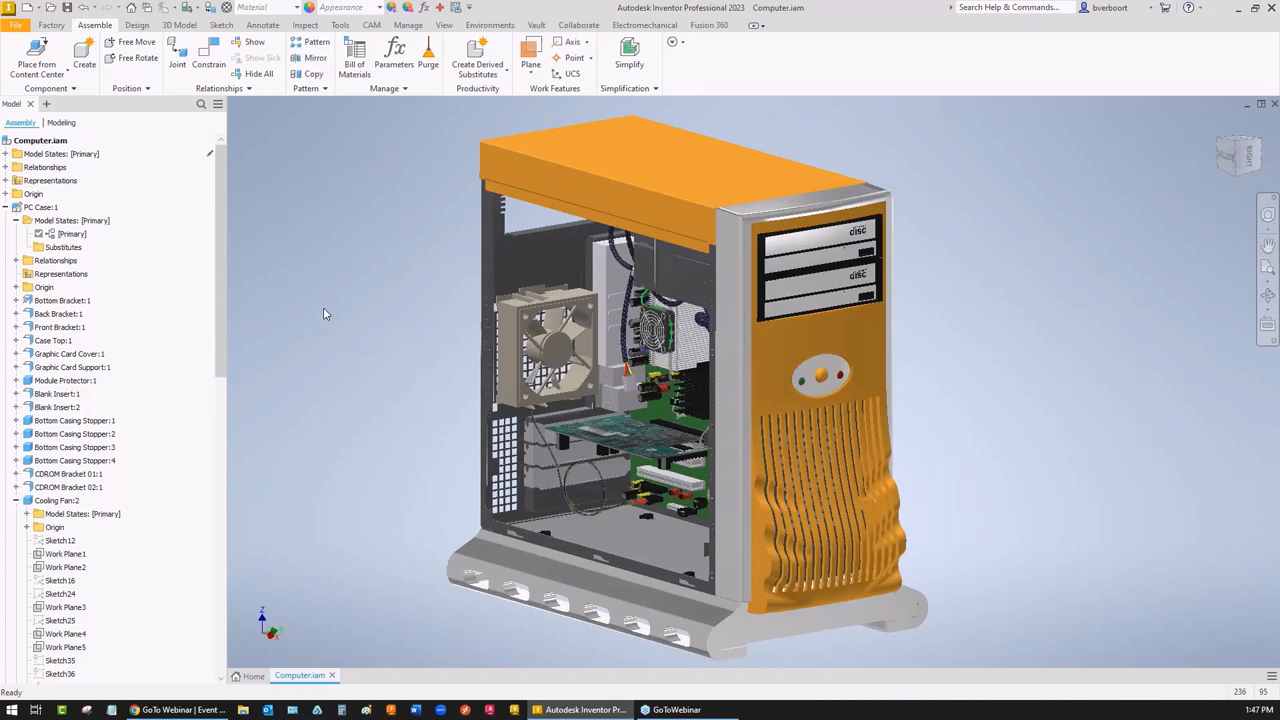 Material
Appearance
Autodesk Inventor Professional 2023 Computer.iam
Search Help & Commands...
bverboort
File Factory Assemble Design 3D Model Sketch Annotate Inspect Tools CAM Manage View Environments Vault Collaborate Electromechanical Fusion 360
Place from
Content Center
Create
Free Move
Free Rotate
Joint
Constrain
Show
Show Sick
Hide All
Pattern
Mirror
Copy
Bill of
Materials
Parameters
Purge
Create Derived
Substitutes
Plane
Axis
Point
UCS
Simplify
Component
Position
Relationships
Pattern
Manage
Productivity
Work Features
Simplification
Model
Assembly
Modeling
Computer.iam
Model States: [Primary]
Relationships
Representations
Origin
PC Case:1
Model States: [Primary]
[Primary]
Substitutes
Relationships
Representations
Origin
Bottom Bracket:1
Back Bracket:1
Front Bracket:1
Case Top:1
Graphic Card Cover:1
Graphic Card Support:1
Module Protector:1
Blank Insert:1
Blank Insert:2
Bottom Casing Stopper:1
Bottom Casing Stopper:2
Bottom Casing Stopper:3
Bottom Casing Stopper:4
CDROM Bracket 01:1
CDROM Bracket 02:1
Cooling Fan:2
Model States: [Primary]
Origin
Sketch12
Work Plane1
Work Plane2
Sketch16
Sketch24
Work Plane3
Sketch25
Work Plane4
Work Plane5
Sketch35
Sketch36
disc
disc
RIGHT
Z
X
Home
Computer.iam
Ready
236 95
GoTo Webinar | Event ...
Autodesk Inventor Pr...
GoToWebinar
1:47 PM